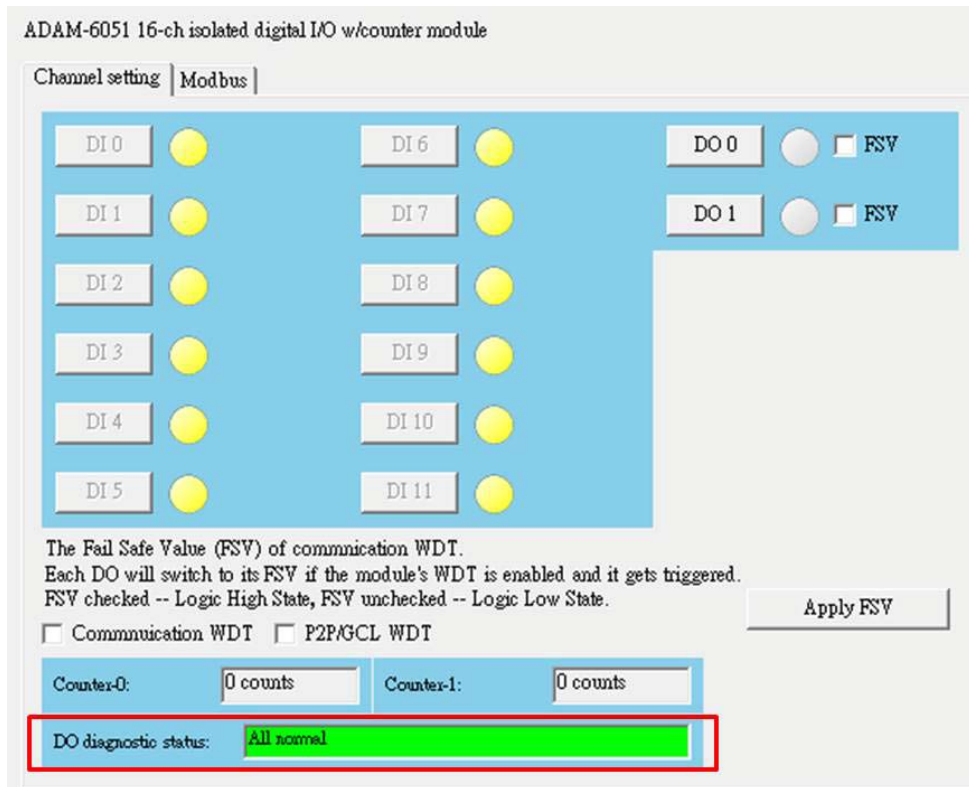 ADAM-6051 16-ch isolated digital I/O w/counter module
Channel setting Modbus
DI 0 DI 6 DO 0 FSV
DI 1 DI 7 DO 1 FSV
DI 2 DI 8
DI 3 DI 9
DI 4 DI 10
DI 5 DI 11
The Fail Safe Value (FSV) of commnication WDT.
Each DO will switch to its FSV if the module's WDT is enabled and it gets triggered.
FSV checked -- Logic High State, FSV unchecked -- Logic Low State.
Apply FSV
Commnuication WDT P2P/GCL WDT
Counter-0: 0 counts Counter-1: 0 counts
DO diagnostic status: All normal